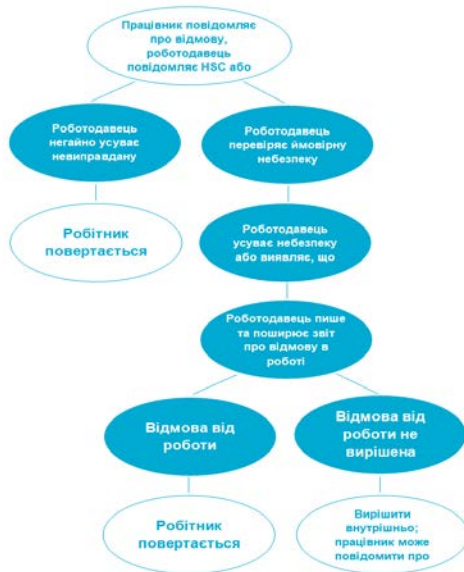 Працівник повідомляє
про відмову,
роботодавець
повідомляє HSC або
Роботодавець
негайно усуває
невиправдану
Роботодавець
перевіряє ймовірну
небезпеку
Робітник
повертається
Роботодавець
усуває небезпеку
або виявляє, що
Роботодавець пише
та поширює звіт
про відмову в
роботі
Відмова від
роботи
Відмова від
роботи не
вирішена
Робітник
повертається
Вирішити
внутрішньо;
працівник може
повідомити про